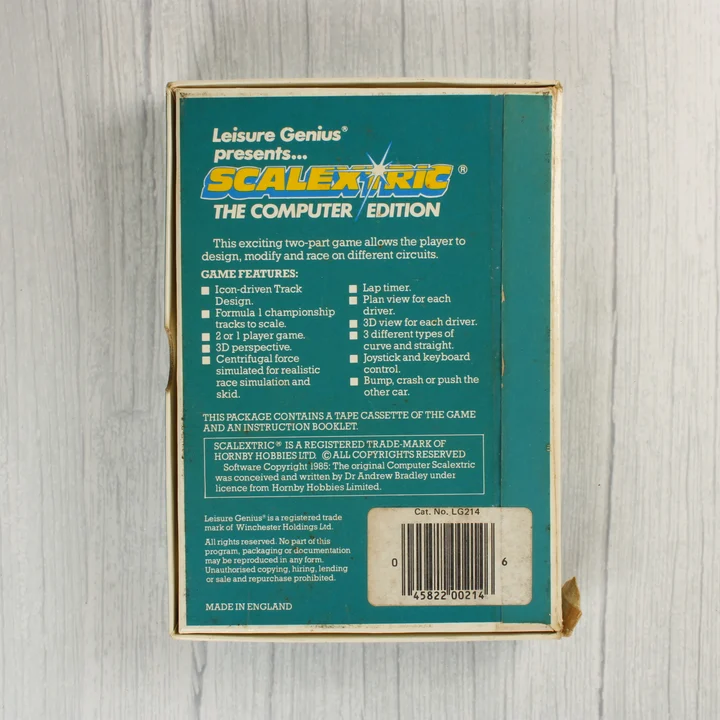 Leisure Genius®
presents...
SCALEXTRIC ®
THE COMPUTER EDITION
This exciting two-part game allows the player to
design, modify and race on different circuits.
GAME FEATURES:
■ Icon-driven Track
Design.
■ Formula 1 championship
tracks to scale.
■ 2 or 1 player game.
■ 3D perspective.
■ Centrifugal force
simulated for realistic
race simulation and
skid.
■ Lap timer.
■ Plan view for each
driver.
■ 3D view for each driver.
■ 3 different types of
curve and straight.
■ Joystick and keyboard
control.
■ Bump, crash or push the
other car.
THIS PACKAGE CONTAINS A TAPE CASSETTE OF THE GAME
AND AN INSTRUCTION BOOKLET.
SCALEXTRIC® IS A REGISTERED TRADE-MARK OF
HORNBY HOBBIES LTD. © ALL COPYRIGHTS RESERVED
Software Copyright 1985: The original Computer Scalextric
was conceived and written by Dr Andrew Bradley under
licence from Hornby Hobbies Limited.
Leisure Genius® is a registered trade
mark of Winchester Holdings Ltd.
All rights reserved. No part of this
program, packaging or documentation
may be reproduced in any form.
Unauthorised copying, hiring, lending
or sale and repurchase prohibited.
MADE IN ENGLAND
Cat. No. LG214
0 45822 00214 6